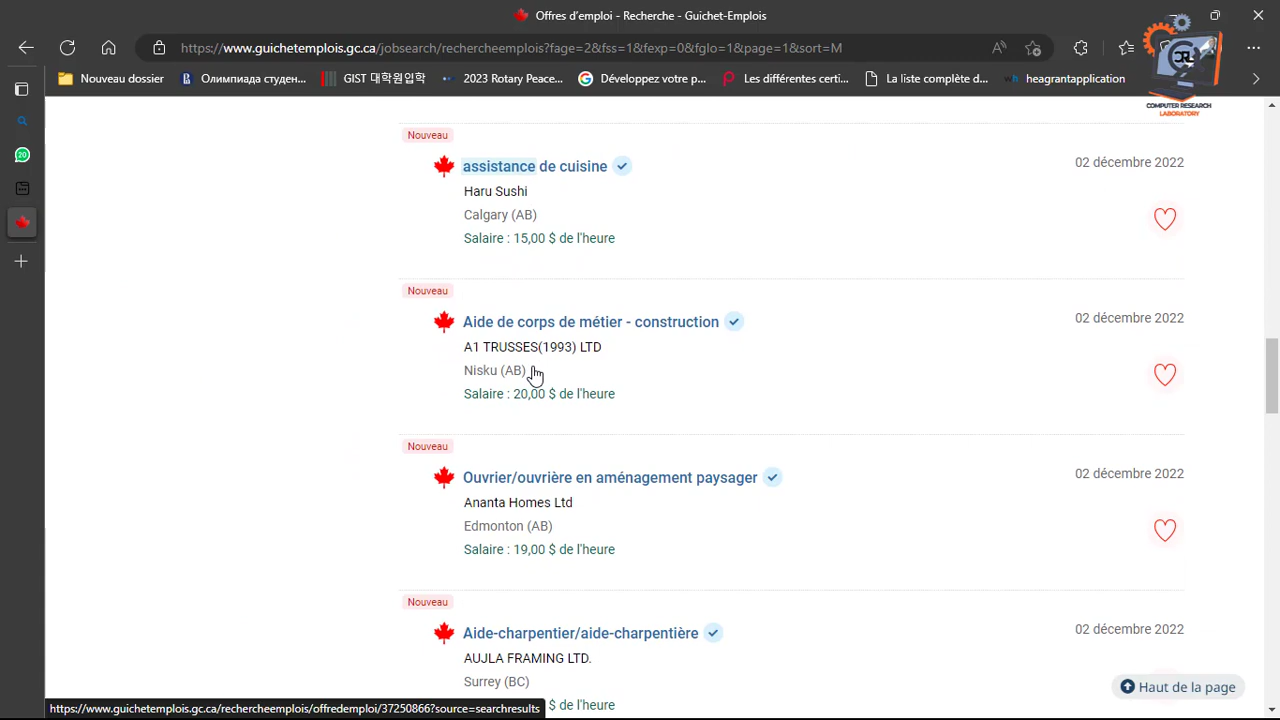 Offres d'emploi - Recherche - Guichet-Emplois
https://www.guichetemplois.gc.ca/jobsearch/rechercheemplois?fage=2&fss=1&fexp=0&fglo=1&page=1&sort=M
Nouveau dossier
Олимпиада студен...
GIST 대학원입학
2023 Rotary Peace...
Développez votre p...
Les différentes certi...
La liste complète d...
wh heagrantapplication
CRL
COMPUTER RESEARCH
LABORATORY
20
Nouveau
assistance de cuisine
02 décembre 2022
Haru Sushi
Calgary (AB)
Salaire : 15,00 $ de l'heure
Nouveau
Aide de corps de métier - construction
02 décembre 2022
A1 TRUSSES(1993) LTD
Nisku (AB)
Salaire : 20,00 $ de l'heure
Nouveau
Ouvrier/ouvrière en aménagement paysager
02 décembre 2022
Ananta Homes Ltd
Edmonton (AB)
Salaire : 19,00 $ de l'heure
Nouveau
Aide-charpentier/aide-charpentière
02 décembre 2022
AUJLA FRAMING LTD.
Surrey (BC)
Haut de la page
$ de l'heure
https://www.guichetemplois.gc.ca/rechercheemplois/offredemploi/37250866?source=searchresults